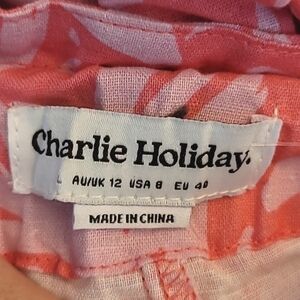 Charlie Holiday.
L AU/UK 12 USA 8 EU 40
MADE IN CHINA